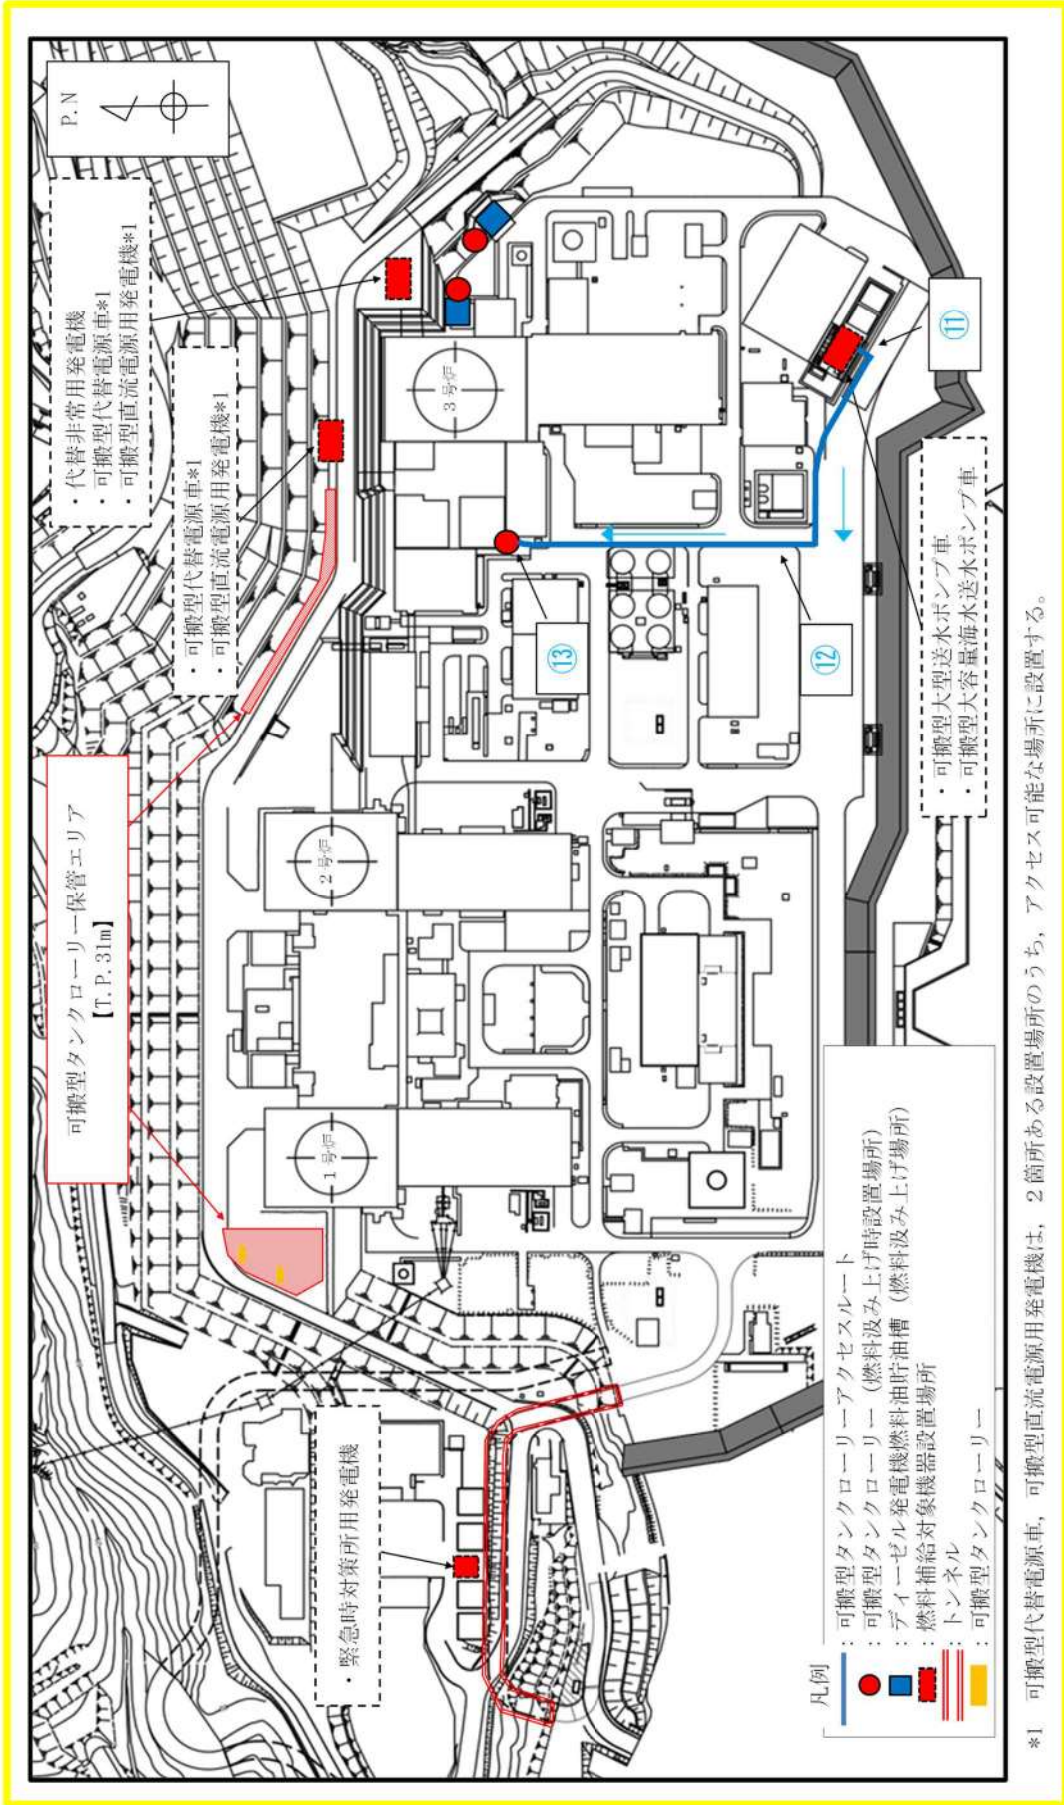 P.N
・代替非常用発電機
・可搬型代替電源車*1
・可搬型直流電源用発電機*1
・可搬型代替電源車*1
・可搬型直流電源用発電機*1
可搬型タンクローリー保管エリア
【T.P.31m】
・緊急時対策所用発電機
1号炉
2号炉
3号炉
⑬
⑫
⑪
・可搬型大型送水ポンプ車
・可搬型大容量海水送水ポンプ車
凡例
：可搬型タンクローリーアクセスルート
：可搬型タンクローリー（燃料汲み上げ時設置場所）
：ディーゼル発電機燃料油貯油槽（燃料汲み上げ場所）
：燃料補給対象機器設置場所
：トンネル
：可搬型タンクローリー
*1　可搬型代替電源車，可搬型直流電源用発電機は，2箇所ある設置場所のうち，アクセス可能な場所に設置する。